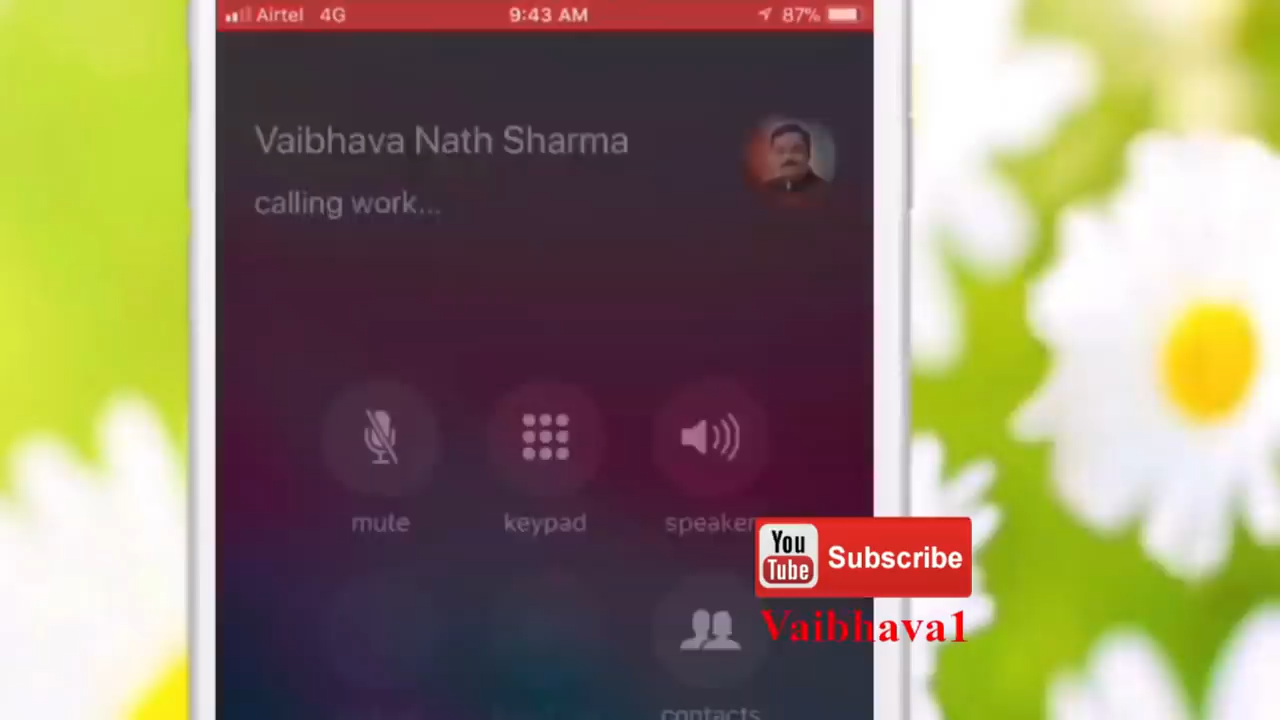 Airtel 4G 9:43 AM 87%
Vaibhava Nath Sharma
calling work...
mute keypad speaker
You Tube Subscribe
Vaibhava1
contacts